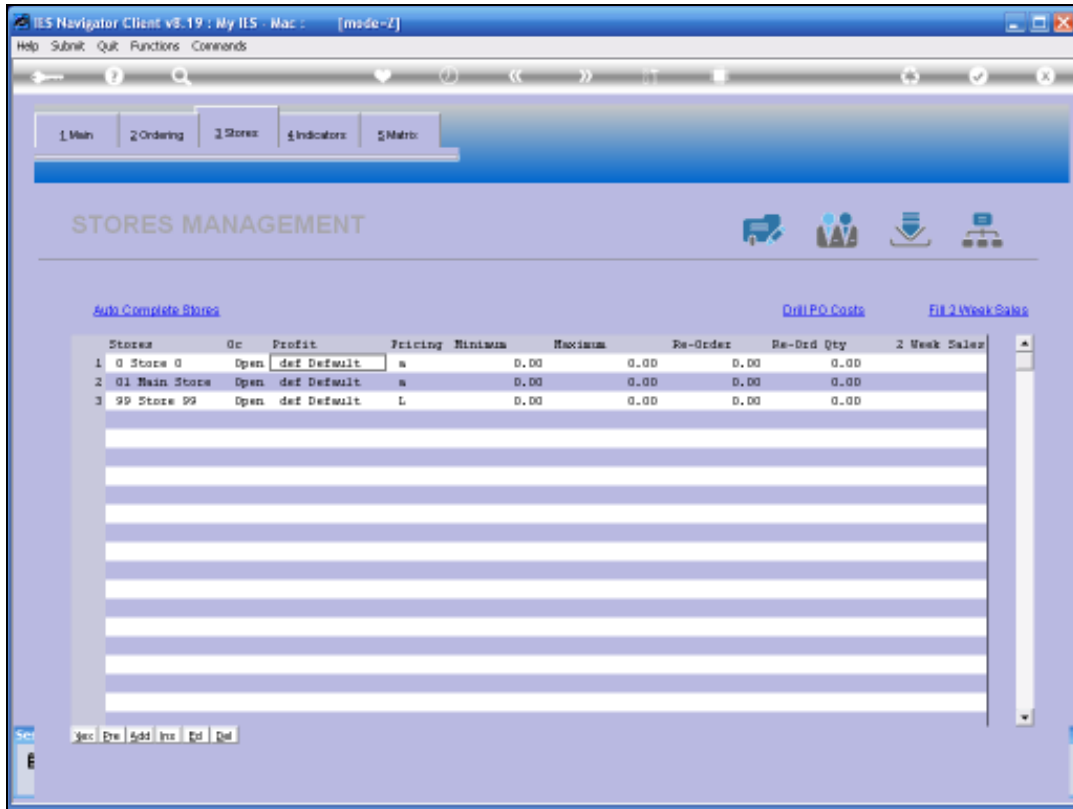 IES Navigator Client v8.19 : My IES - Mac : [mode=Z]
Help Submit Quit Functions Commands
1 Main 2 Ordering 3 Stores 4 Indicators 5 Matrix
STORES MANAGEMENT
Auto Complete Stores Drill PO Costs Fill 2 Week Sales
Stores Oc Profit Pricing Minimum Maximum Re-Order Re-Ord Qty 2 Week Sales
1 0 Store 0 Open def Default m 0.00 0.00 0.00 0.00
2 01 Main Store Open def Default m 0.00 0.00 0.00 0.00
3 99 Store 99 Open def Default L 0.00 0.00 0.00 0.00
Nex Pre Add Ins Ed Del